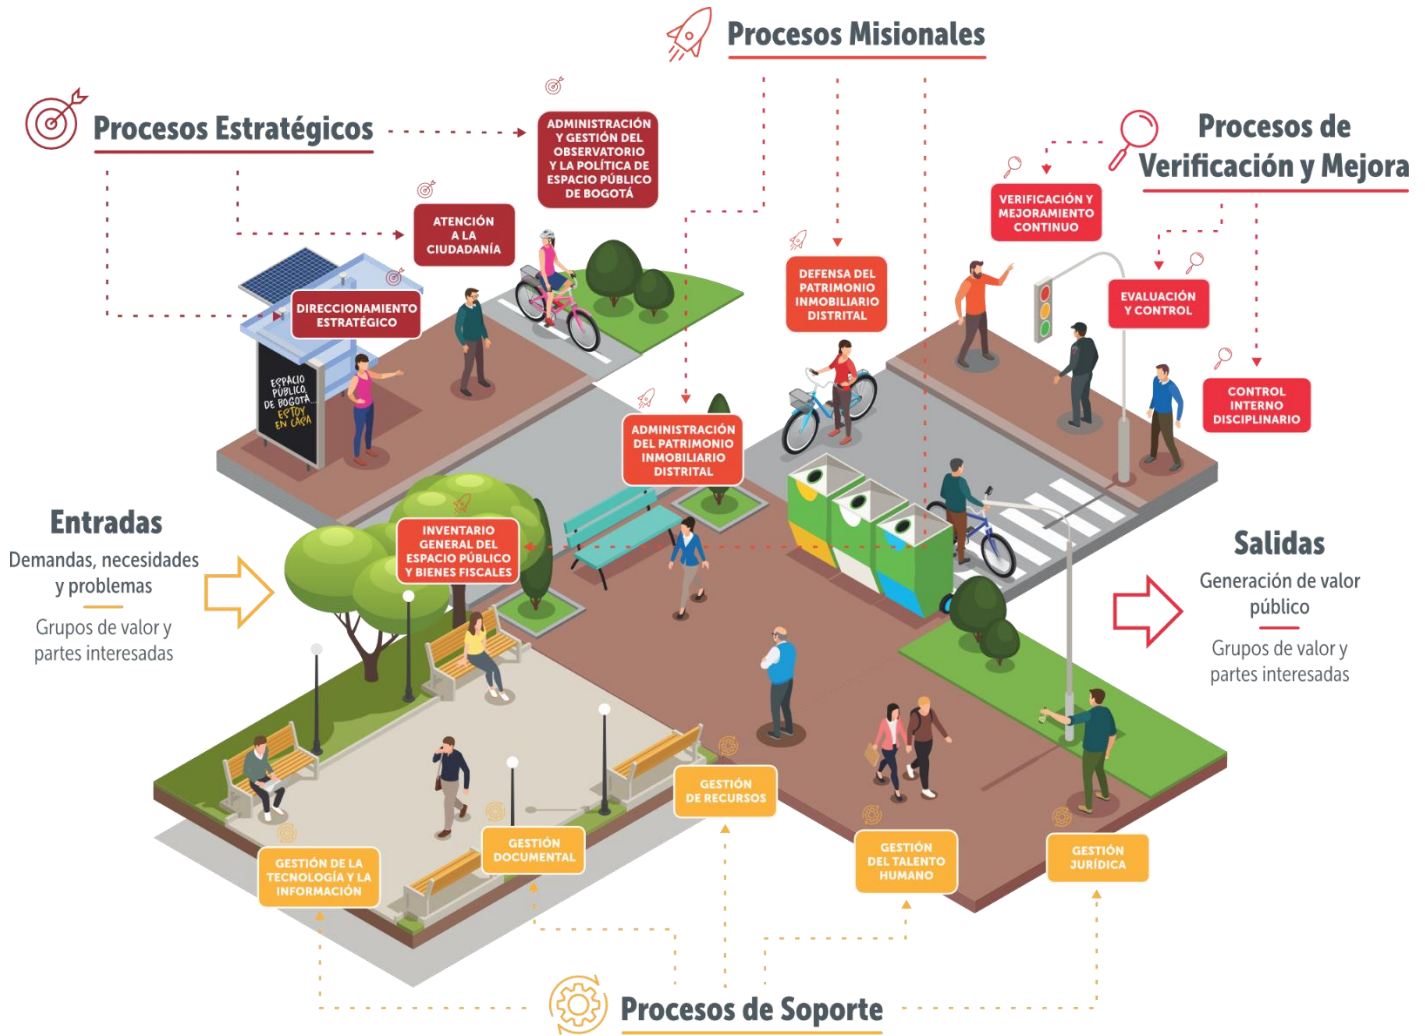 Procesos Misionales
Procesos Estratégicos
ADMINISTRACIÓN
Y GESTIÓN DEL
OBSERVATORIO
Y LA POLÍTICA DE
ESPACIO PÚBLICO
DE BOGOTÁ
Procesos de
Verificación y Mejora
ATENCIÓN
A LA
CIUDADANÍA
VERIFICACIÓN Y
MEJORAMIENTO
CONTINUO
DIRECCIONAMIENTO
ESTRATÉGICO
DEFENSA DEL
PATRIMONIO
INMOBILIARIO
DISTRITAL
EVALUACIÓN
Y CONTROL
ESPACIO
PÚBLICO
DE BOGOTÁ...
ESTOY
EN CASA
CONTROL
INTERNO
DISCIPLINARIO
ADMINISTRACIÓN
DEL PATRIMONIO
INMOBILIARIO
DISTRITAL
Entradas
Demandas, necesidades
y problemas
Grupos de valor y
partes interesadas
INVENTARIO
GENERAL DEL
ESPACIO PÚBLICO
Y BIENES FISCALES
Salidas
Generación de valor
público
Grupos de valor y
partes interesadas
GESTIÓN DE LA
TECNOLOGÍA Y LA
INFORMACIÓN
GESTIÓN
DOCUMENTAL
GESTIÓN
DE RECURSOS
GESTIÓN
DEL TALENTO
HUMANO
GESTIÓN
JURÍDICA
Procesos de Soporte